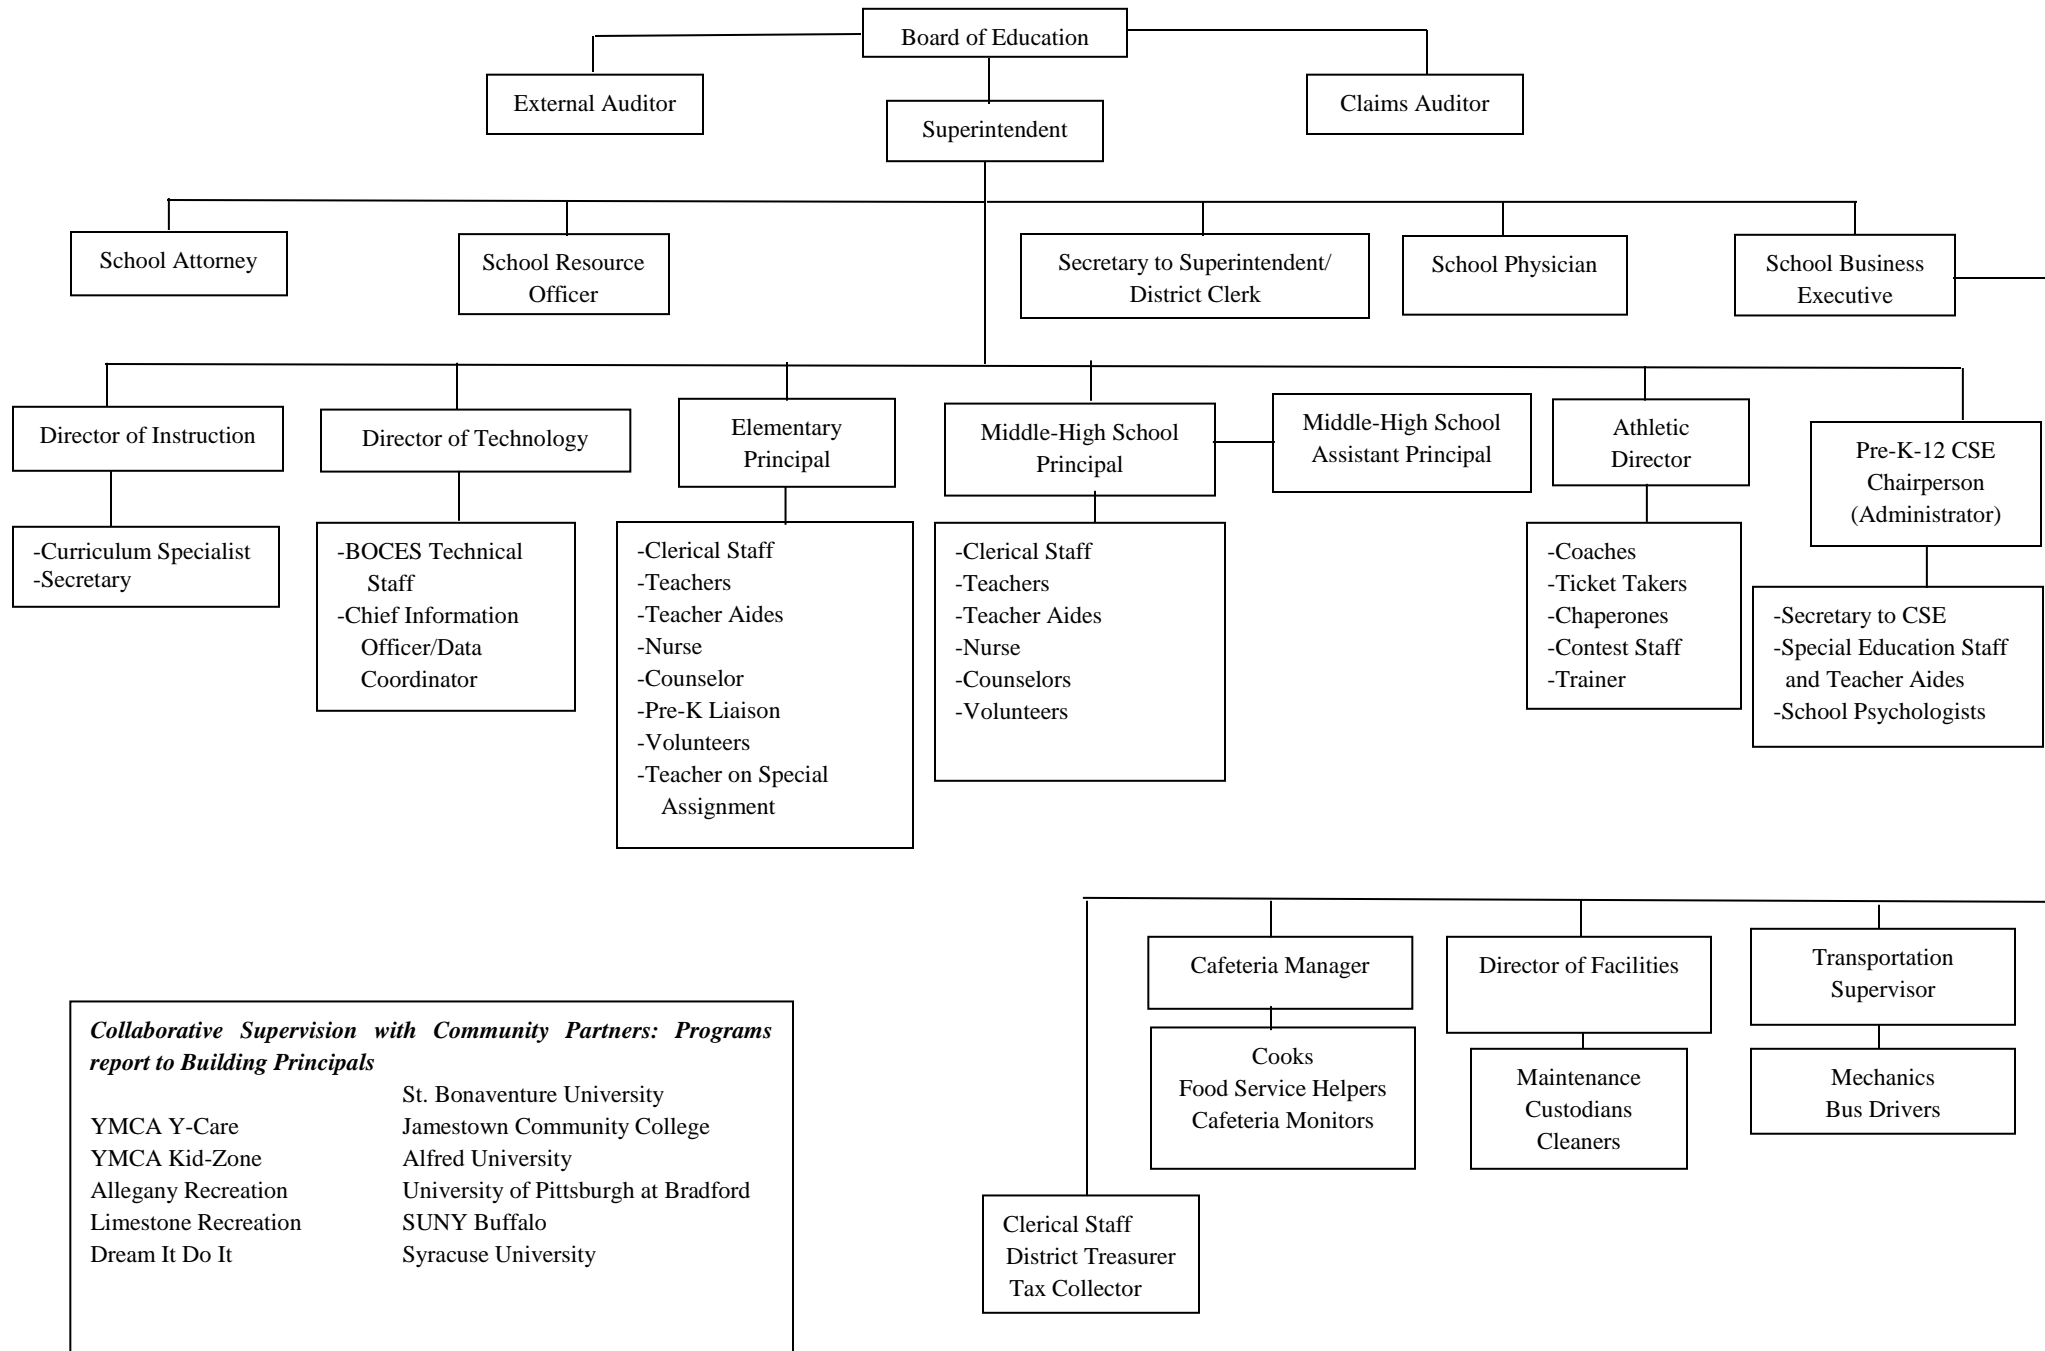 Board of Education
External Auditor
Claims Auditor
Superintendent
School Attorney
School Resource
Officer
Secretary to Superintendent/
District Clerk
School Physician
School Business
Executive
Director of Instruction
Director of Technology
Elementary
Principal
Middle-High School
Principal
Middle-High School
Assistant Principal
Athletic
Director
Pre-K-12 CSE
Chairperson
(Administrator)
-Curriculum Specialist
-Secretary
-BOCES Technical
Staff
-Chief Information
Officer/Data
Coordinator
-Clerical Staff
-Teachers
-Teacher Aides
-Nurse
-Counselor
-Pre-K Liaison
-Volunteers
-Teacher on Special
Assignment
-Clerical Staff
-Teachers
-Teacher Aides
-Nurse
-Counselors
-Volunteers
-Coaches
-Ticket Takers
-Chaperones
-Contest Staff
-Trainer
-Secretary to CSE
-Special Education Staff
and Teacher Aides
-School Psychologists
Cafeteria Manager
Director of Facilities
Transportation
Supervisor
Cooks
Food Service Helpers
Cafeteria Monitors
Maintenance
Custodians
Cleaners
Mechanics
Bus Drivers
Clerical Staff
District Treasurer
Tax Collector
Collaborative Supervision with Community Partners: Programs
report to Building Principals
St. Bonaventure University
YMCA Y-Care Jamestown Community College
YMCA Kid-Zone Alfred University
Allegany Recreation University of Pittsburgh at Bradford
Limestone Recreation SUNY Buffalo
Dream It Do It Syracuse University